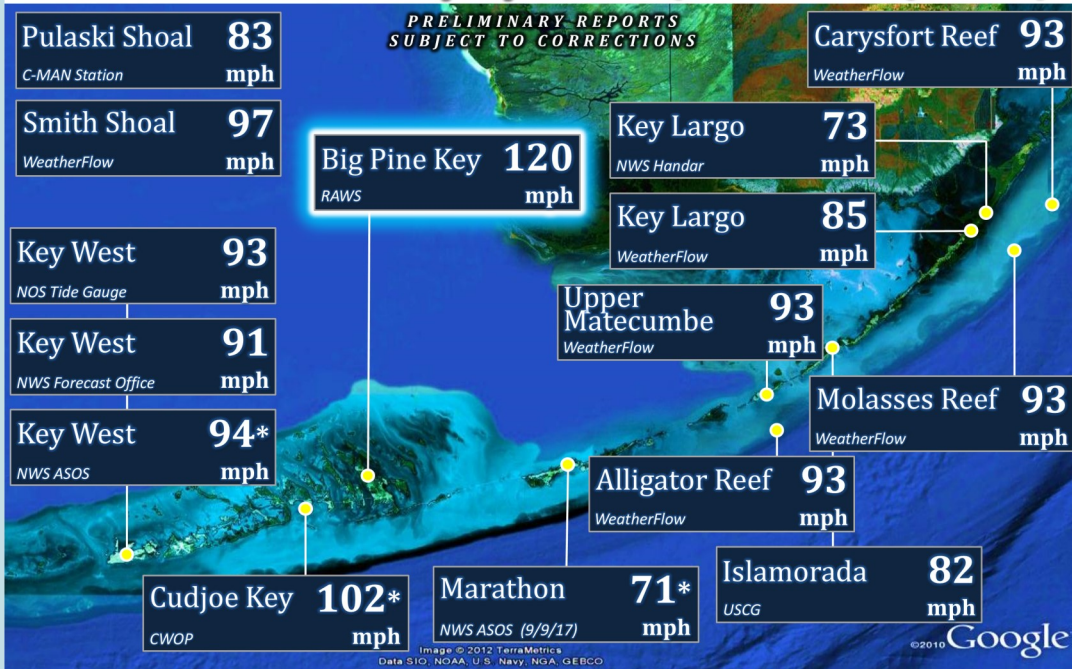 PRELIMINARY REPORTS
SUBJECT TO CORRECTIONS
Pulaski Shoal 83
C-MAN Station mph
Smith Shoal 97
WeatherFlow mph
Big Pine Key 120
RAWS mph
Carysfort Reef 93
WeatherFlow mph
Key Largo 73
NWS Handar mph
Key Largo 85
WeatherFlow mph
Key West 93
NOS Tide Gauge mph
Key West 91
NWS Forecast Office mph
Key West 94*
NWS ASOS mph
Upper
Matecumbe 93
WeatherFlow mph
Molasses Reef 93
WeatherFlow mph
Alligator Reef 93
WeatherFlow mph
Cudjoe Key 102*
CWOP mph
Marathon 71*
NWS ASOS (9/9/17) mph
Islamorada 82
USCG mph
Image © 2012 TerraMetrics
Data SIO, NOAA, U.S. Navy, NGA, GEBCO
©2010 Google